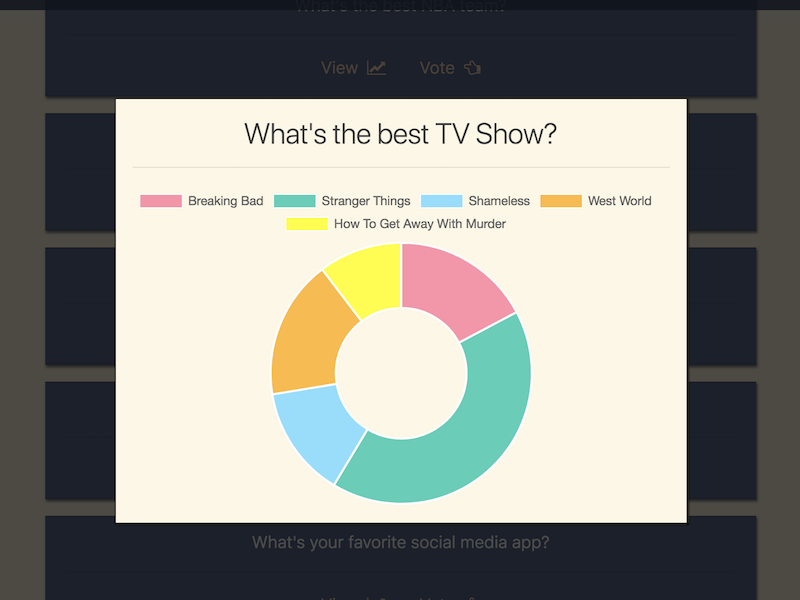 What's the best NBA team?
View Vote
What's the best TV Show?
Breaking Bad Stranger Things Shameless West World
How To Get Away With Murder
What's your favorite social media app?